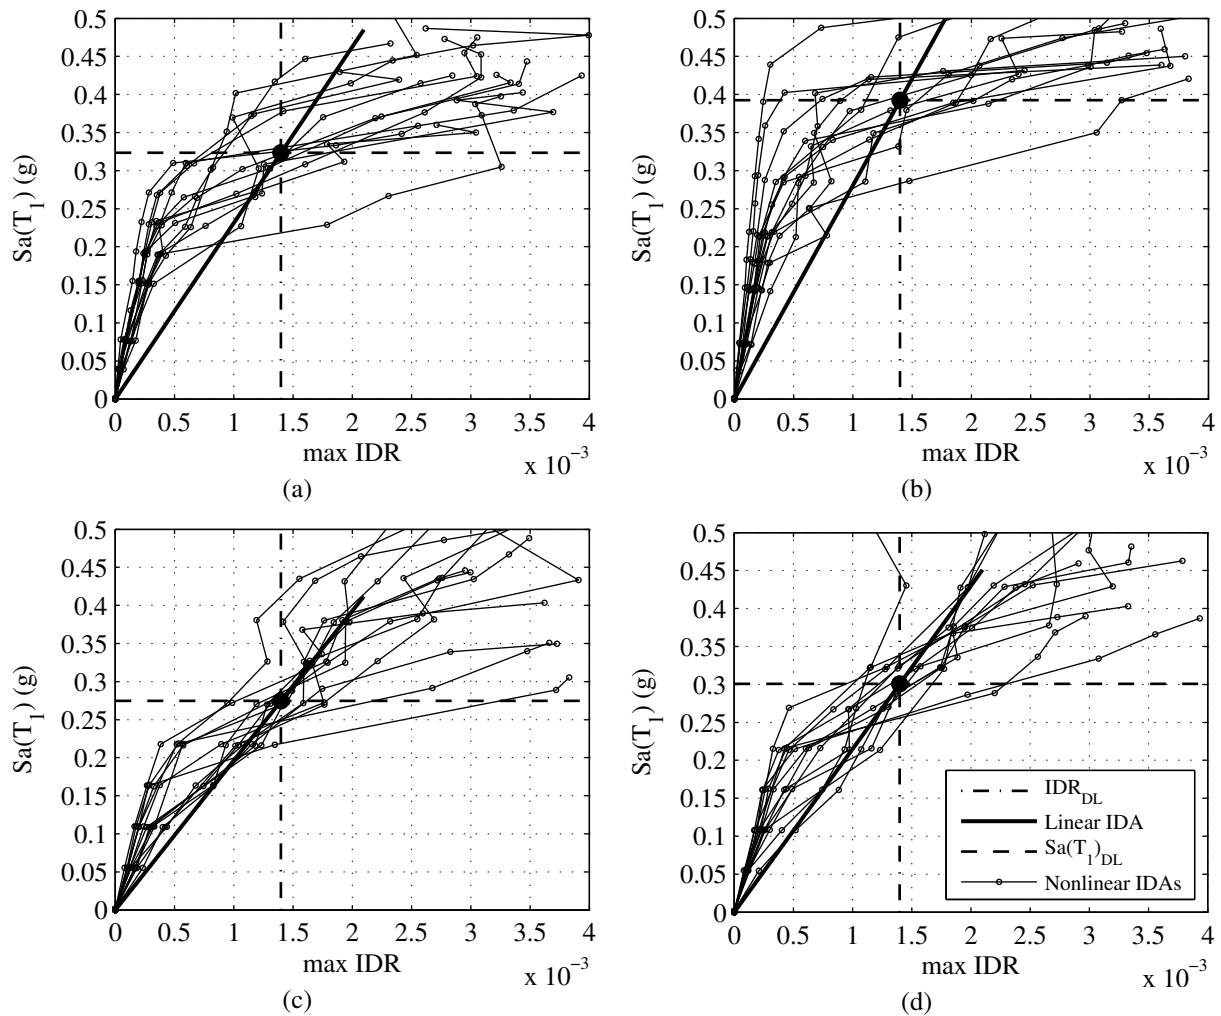 0.5
0.45
0.4
0.35
0.3
0.25
0.2
0.15
0.1
0.05
0
Sa(T1) (g)
0 0.5 1 1.5 2 2.5 3 3.5 4
max IDR
x 10−3
(a)
0.5
0.45
0.4
0.35
0.3
0.25
0.2
0.15
0.1
0.05
0
Sa(T1) (g)
0 0.5 1 1.5 2 2.5 3 3.5 4
max IDR
x 10−3
(b)
0.5
0.45
0.4
0.35
0.3
0.25
0.2
0.15
0.1
0.05
0
Sa(T1) (g)
0 0.5 1 1.5 2 2.5 3 3.5 4
max IDR
x 10−3
(c)
0.5
0.45
0.4
0.35
0.3
0.25
0.2
0.15
0.1
0.05
0
Sa(T1) (g)
IDRDL
Linear IDA
Sa(T1)DL
Nonlinear IDAs
0 0.5 1 1.5 2 2.5 3 3.5 4
max IDR
x 10−3
(d)